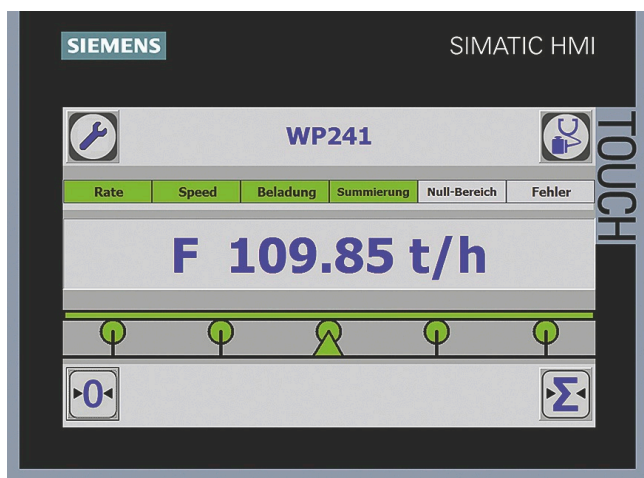 SIEMENS
SIMATIC HMI
TOUCH
WP241
Rate Speed Beladung Summierung Null-Bereich Fehler
F 109.85 t/h
0
Σ